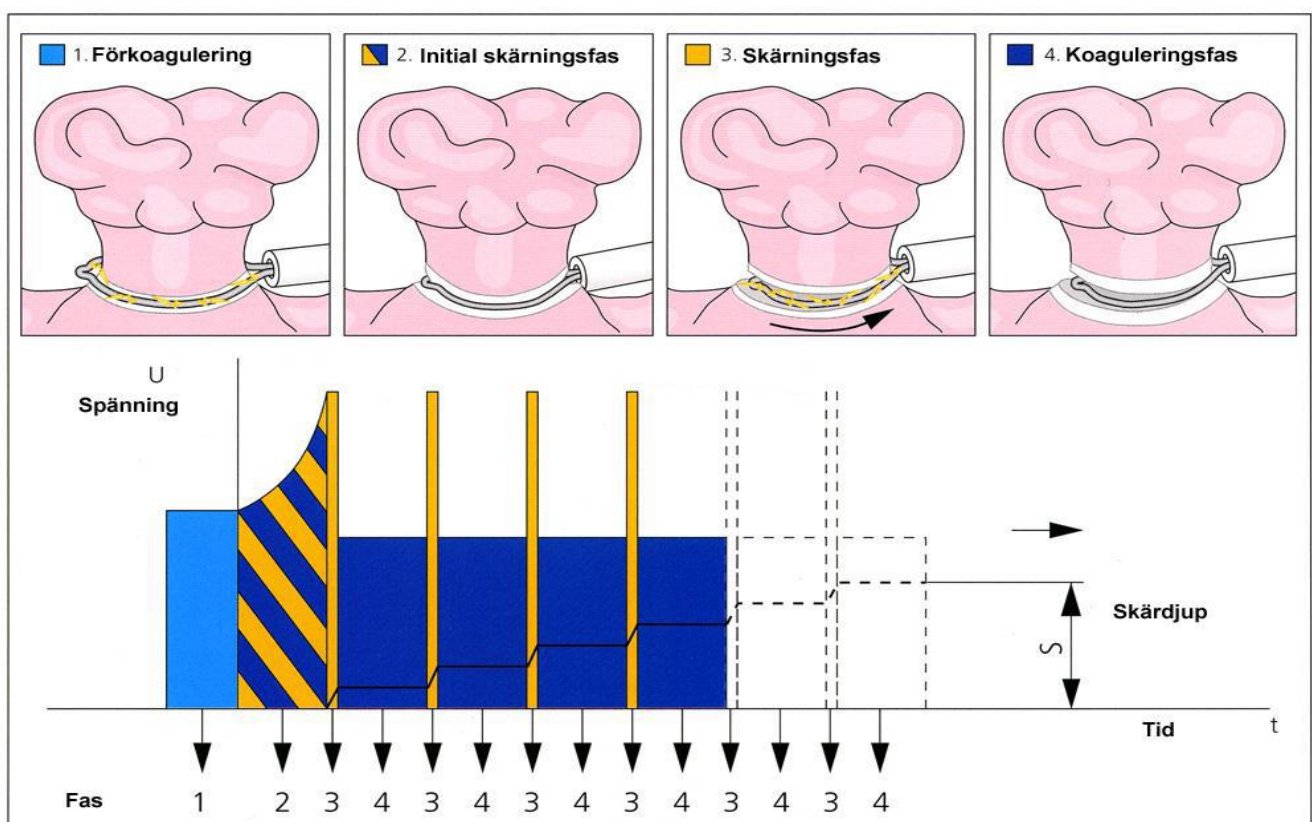 1. Förkoagulering
2. Initial skärningsfas
3. Skärningsfas
4. Koaguleringsfas
U
Spänning
Skärdjup
S
Tid
t
Fas 1 2 3 4 3 4 3 4 3 4 3 4 3 4